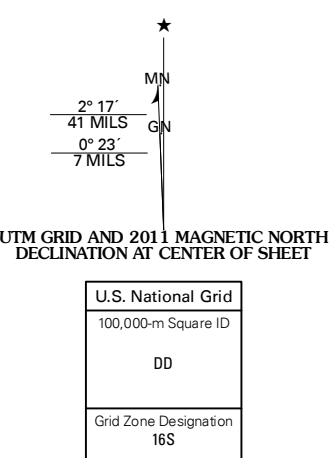 ★
MN
2° 17´
41 MILS
GN
0° 23´
7 MILS
UTM GRID AND 2011 MAGNETIC NORTH
DECLINATION AT CENTER OF SHEET
U.S. National Grid
100,000-m Square ID
DD
Grid Zone Designation
16S